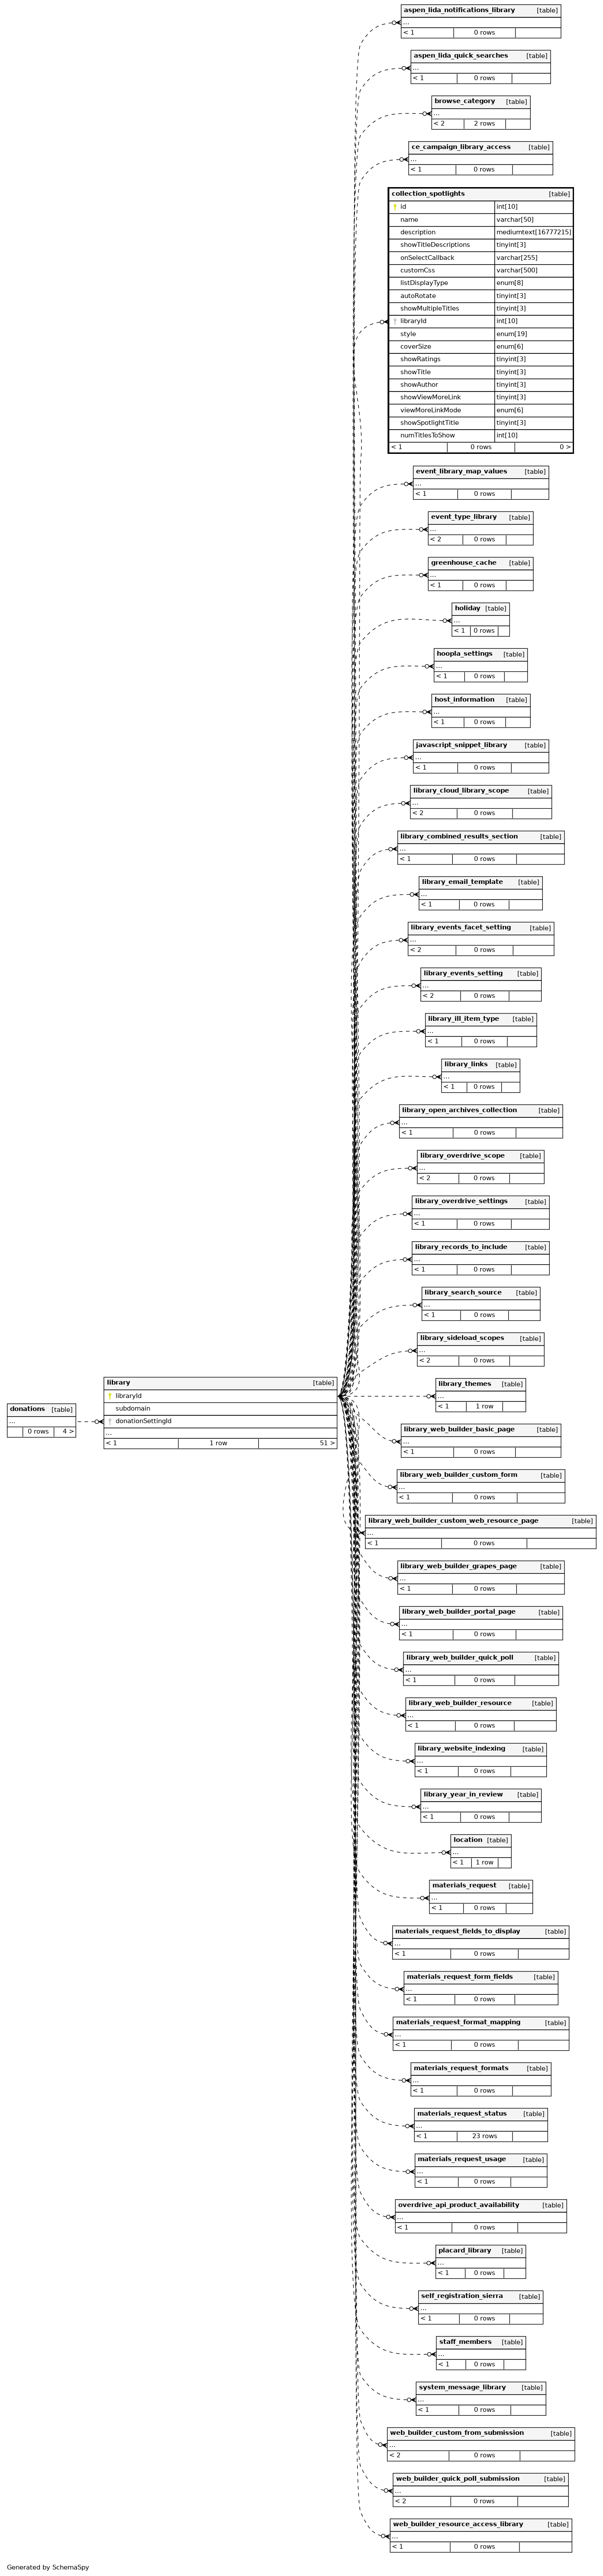 aspen_lida_notifications_library [table]
...
< 1 0 rows
aspen_lida_quick_searches [table]
...
< 1 0 rows
browse_category [table]
...
< 2 2 rows
ce_campaign_library_access [table]
...
< 1 0 rows
collection_spotlights [table]
id int[10]
name varchar[50]
description mediumtext[16777215]
showTitleDescriptions tinyint[3]
onSelectCallback varchar[255]
customCss varchar[500]
listDisplayType enum[8]
autoRotate tinyint[3]
showMultipleTitles tinyint[3]
libraryId int[10]
style enum[19]
coverSize enum[6]
showRatings tinyint[3]
showTitle tinyint[3]
showAuthor tinyint[3]
showViewMoreLink tinyint[3]
viewMoreLinkMode enum[6]
showSpotlightTitle tinyint[3]
numTitlesToShow int[10]
< 1 0 rows 0 >
event_library_map_values [table]
...
< 1 0 rows
event_type_library [table]
...
< 2 0 rows
greenhouse_cache [table]
...
< 1 0 rows
holiday [table]
...
< 1 0 rows
hoopla_settings [table]
...
< 1 0 rows
host_information [table]
...
< 1 0 rows
javascript_snippet_library [table]
...
< 1 0 rows
library_cloud_library_scope [table]
...
< 2 0 rows
library_combined_results_section [table]
...
< 1 0 rows
library_email_template [table]
...
< 1 0 rows
library_events_facet_setting [table]
...
< 2 0 rows
library_events_setting [table]
...
< 2 0 rows
library_ill_item_type [table]
...
< 1 0 rows
library_links [table]
...
< 1 0 rows
library_open_archives_collection [table]
...
< 1 0 rows
library_overdrive_scope [table]
...
< 2 0 rows
library_overdrive_settings [table]
...
< 1 0 rows
library_records_to_include [table]
...
< 1 0 rows
library_search_source [table]
...
< 1 0 rows
library_sideload_scopes [table]
...
< 2 0 rows
library_themes [table]
...
< 1 1 row
donations [table]
...
0 rows 4 >
library [table]
libraryId
subdomain
donationSettingId
...
< 1 1 row 51 >
library_web_builder_basic_page [table]
...
< 1 0 rows
library_web_builder_custom_form [table]
...
< 1 0 rows
library_web_builder_custom_web_resource_page [table]
...
< 1 0 rows
library_web_builder_grapes_page [table]
...
< 1 0 rows
library_web_builder_portal_page [table]
...
< 1 0 rows
library_web_builder_quick_poll [table]
...
< 1 0 rows
library_web_builder_resource [table]
...
< 1 0 rows
library_website_indexing [table]
...
< 1 0 rows
library_year_in_review [table]
...
< 1 0 rows
location [table]
...
< 1 1 row
materials_request [table]
...
< 1 0 rows
materials_request_fields_to_display [table]
...
< 1 0 rows
materials_request_form_fields [table]
...
< 1 0 rows
materials_request_format_mapping [table]
...
< 1 0 rows
materials_request_formats [table]
...
< 1 0 rows
materials_request_status [table]
...
< 1 23 rows
materials_request_usage [table]
...
< 1 0 rows
overdrive_api_product_availability [table]
...
< 1 0 rows
placard_library [table]
...
< 1 0 rows
self_registration_sierra [table]
...
< 1 0 rows
staff_members [table]
...
< 1 0 rows
system_message_library [table]
...
< 1 0 rows
web_builder_custom_from_submission [table]
...
< 2 0 rows
web_builder_quick_poll_submission [table]
...
< 2 0 rows
web_builder_resource_access_library [table]
...
< 1 0 rows
Generated by SchemaSpy